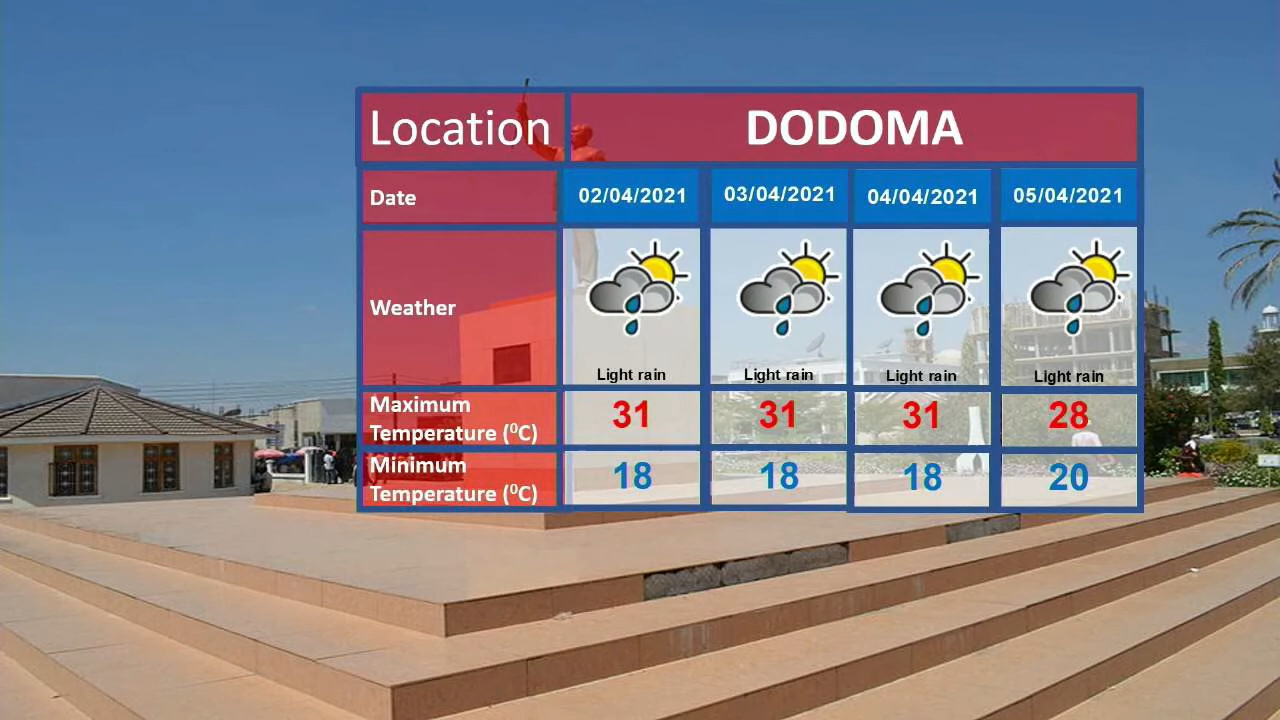 Location DODOMA
Date 02/04/2021 03/04/2021 04/04/2021 05/04/2021
Weather
Light rain Light rain Light rain Light rain
Maximum
Temperature (⁰C) 31 31 31 28
Minimum
Temperature (⁰C) 18 18 18 20